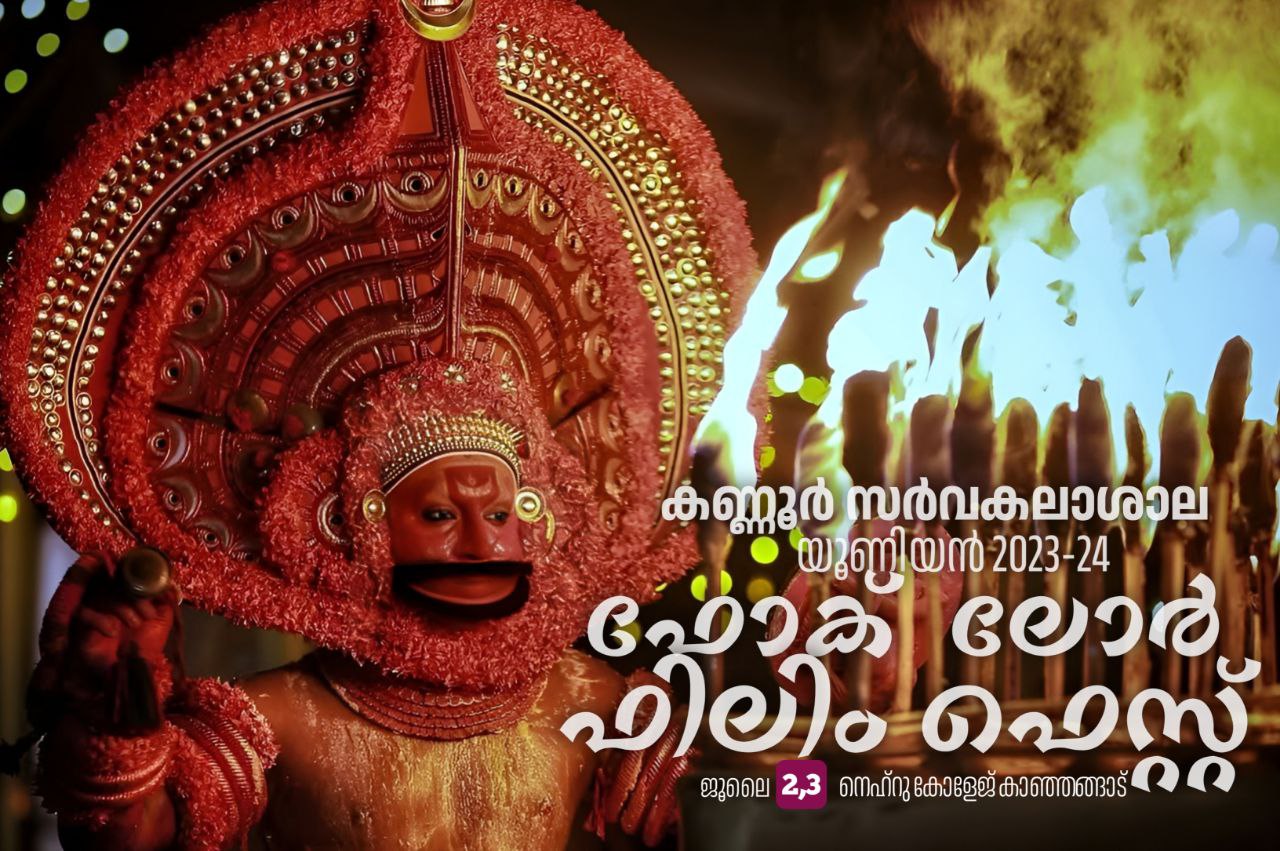 കണ്ണൂർ സർവകലാശാല
യൂണിയൻ 2023-24
ഫോക് ലോർ
ഫിലിം ഫെസ്റ്റ്
ജൂലൈ 2,3 നെഹ്റു കോളേജ് കാഞ്ഞങ്ങാട്